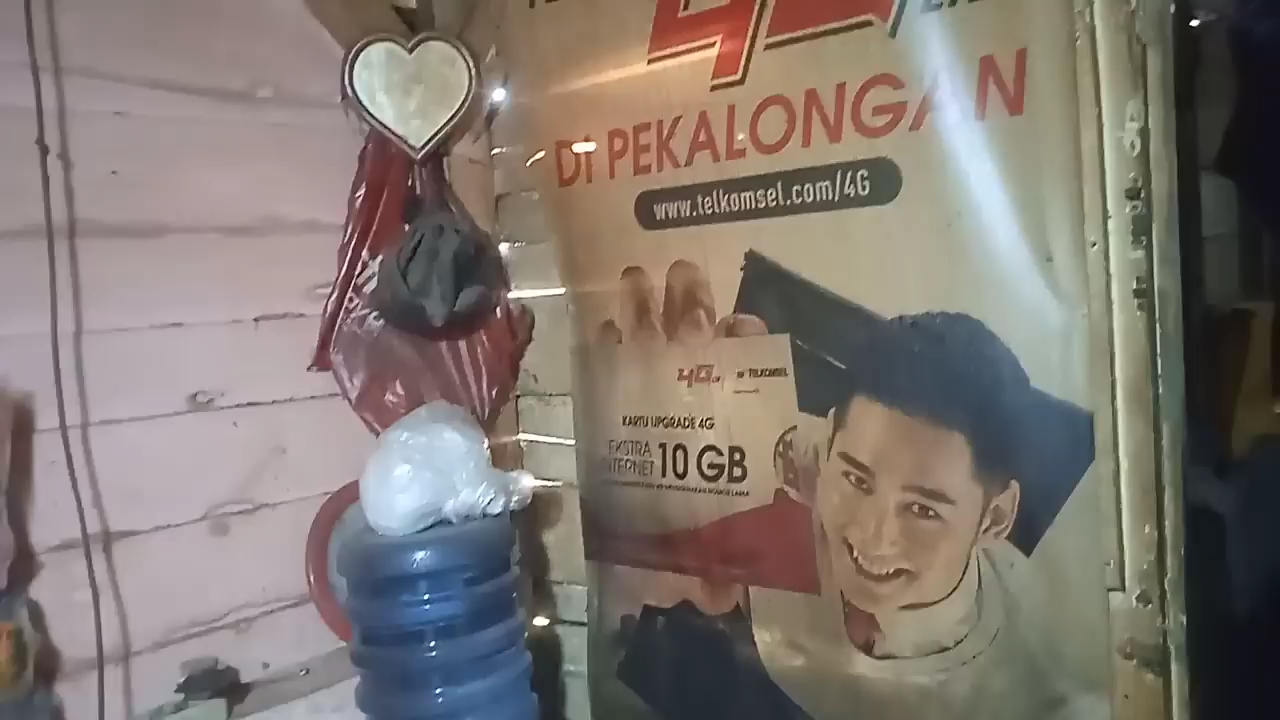 4G
DI PEKALONGAN
www.telkomsel.com/4G
4G TELKOMSEL
KARTU UPGRADE 4G
EKSTRA
INTERNET 10 GB